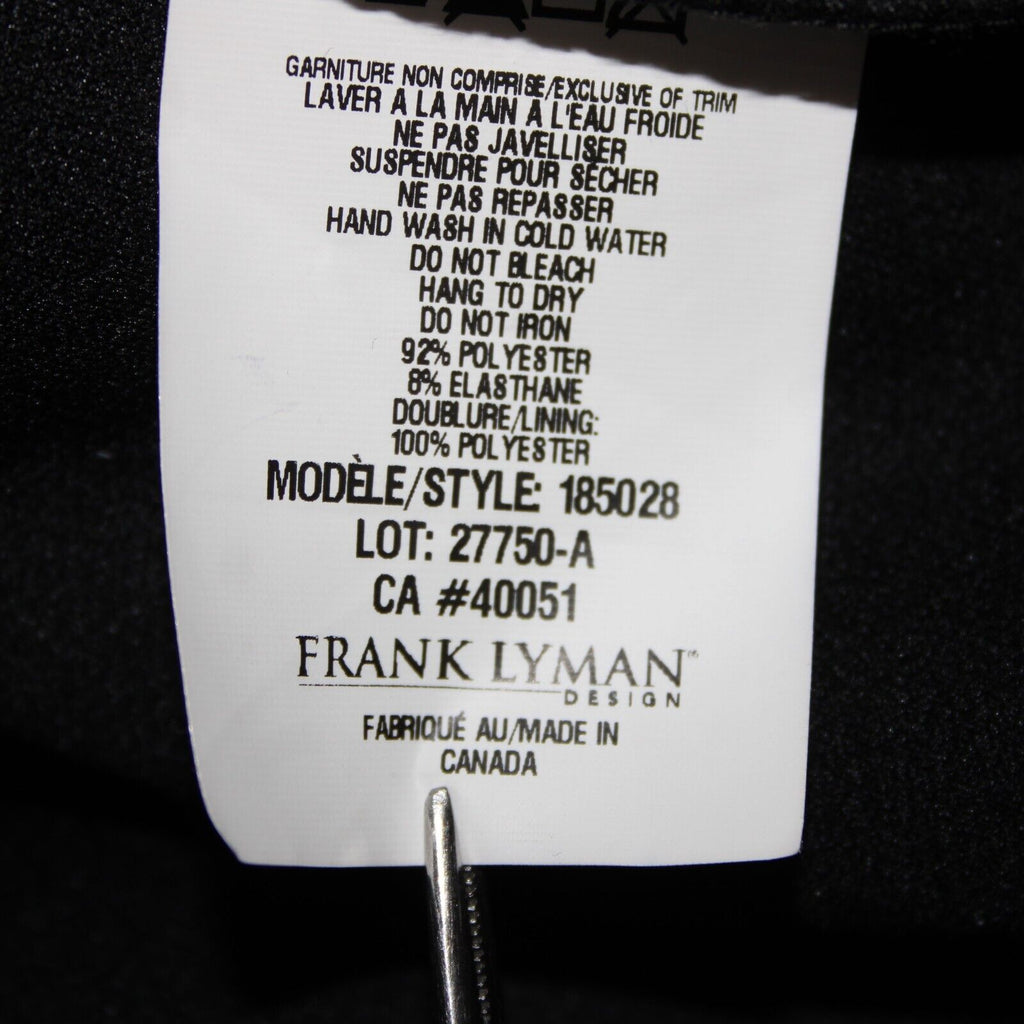 GARNITURE NON COMPRISE/EXCLUSIVE OF TRIM
LAVER A LA MAIN A L'EAU FROIDE
NE PAS JAVELLISER
SUSPENDRE POUR SÉCHER
NE PAS REPASSER
HAND WASH IN COLD WATER
DO NOT BLEACH
HANG TO DRY
DO NOT IRON
92% POLYESTER
8% ELASTHANE
DOUBLURE/LINING:
100% POLYESTER
MODÈLE/STYLE: 185028
LOT: 27750-A
CA #40051
FRANK LYMAN™
DESIGN
FABRIQUÉ AU/MADE IN
CANADA